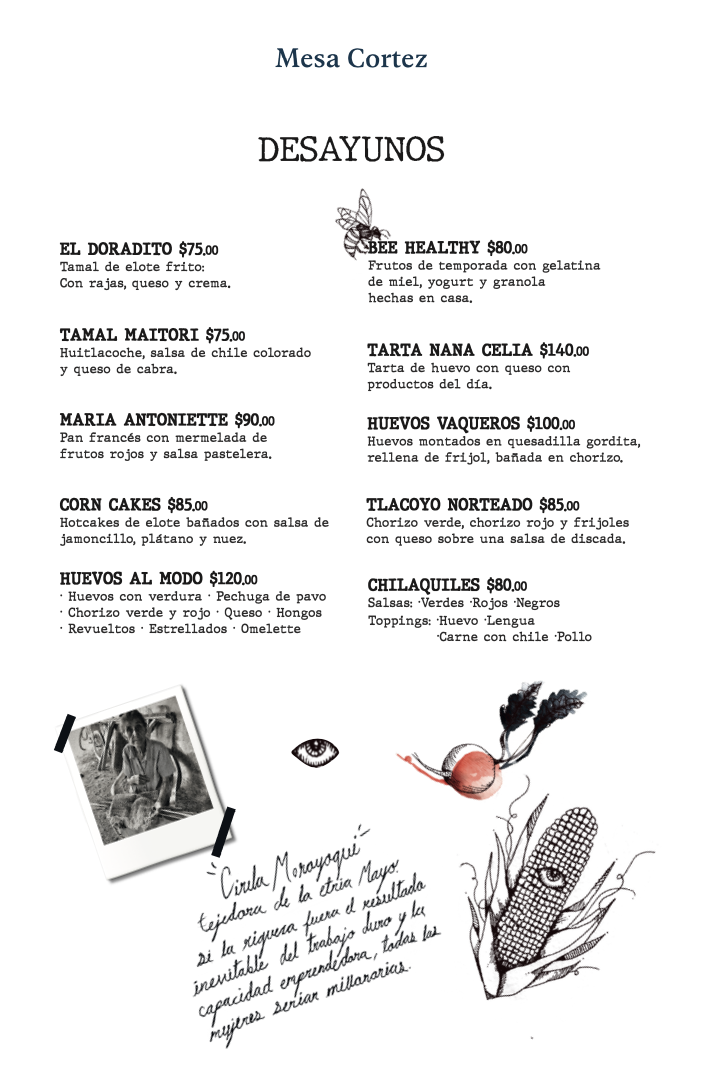 Mesa Cortez
DESAYUNOS
EL DORADITO $75.00
Tamal de elote frito:
Con rajas, queso y crema.
TAMAL MAITORI $75.00
Huitlacoche, salsa de chile colorado
y queso de cabra.
MARIA ANTONIETTE $90.00
Pan francés con mermelada de
frutos rojos y salsa pastelera.
CORN CAKES $85.00
Hotcakes de elote bañados con salsa de
jamoncillo, plátano y nuez.
HUEVOS AL MODO $120.00
· Huevos con verdura · Pechuga de pavo
· Chorizo verde y rojo · Queso · Hongos
· Revueltos · Estrellados · Omelette
BEE HEALTHY $80.00
Frutos de temporada con gelatina
de miel, yogurt y granola
hechas en casa.
TARTA NANA CELIA $140.00
Tarta de huevo con queso con
productos del día.
HUEVOS VAQUEROS $100.00
Huevos montados en quesadilla gordita,
rellena de frijol, bañada en chorizo.
TLACOYO NORTEADO $85.00
Chorizo verde, chorizo rojo y frijoles
con queso sobre una salsa de discada.
CHILAQUILES $80.00
Salsas: ·Verdes ·Rojos ·Negros
Toppings: ·Huevo ·Lengua
·Carne con chile ·Pollo
"Cirila Moroyoqui"
tejedora de la etnia Mayo.
si la riqueza fuera el resultado
inevitable del trabajo duro y la
capacidad emprendedora, todas las
mujeres serían millonarias.